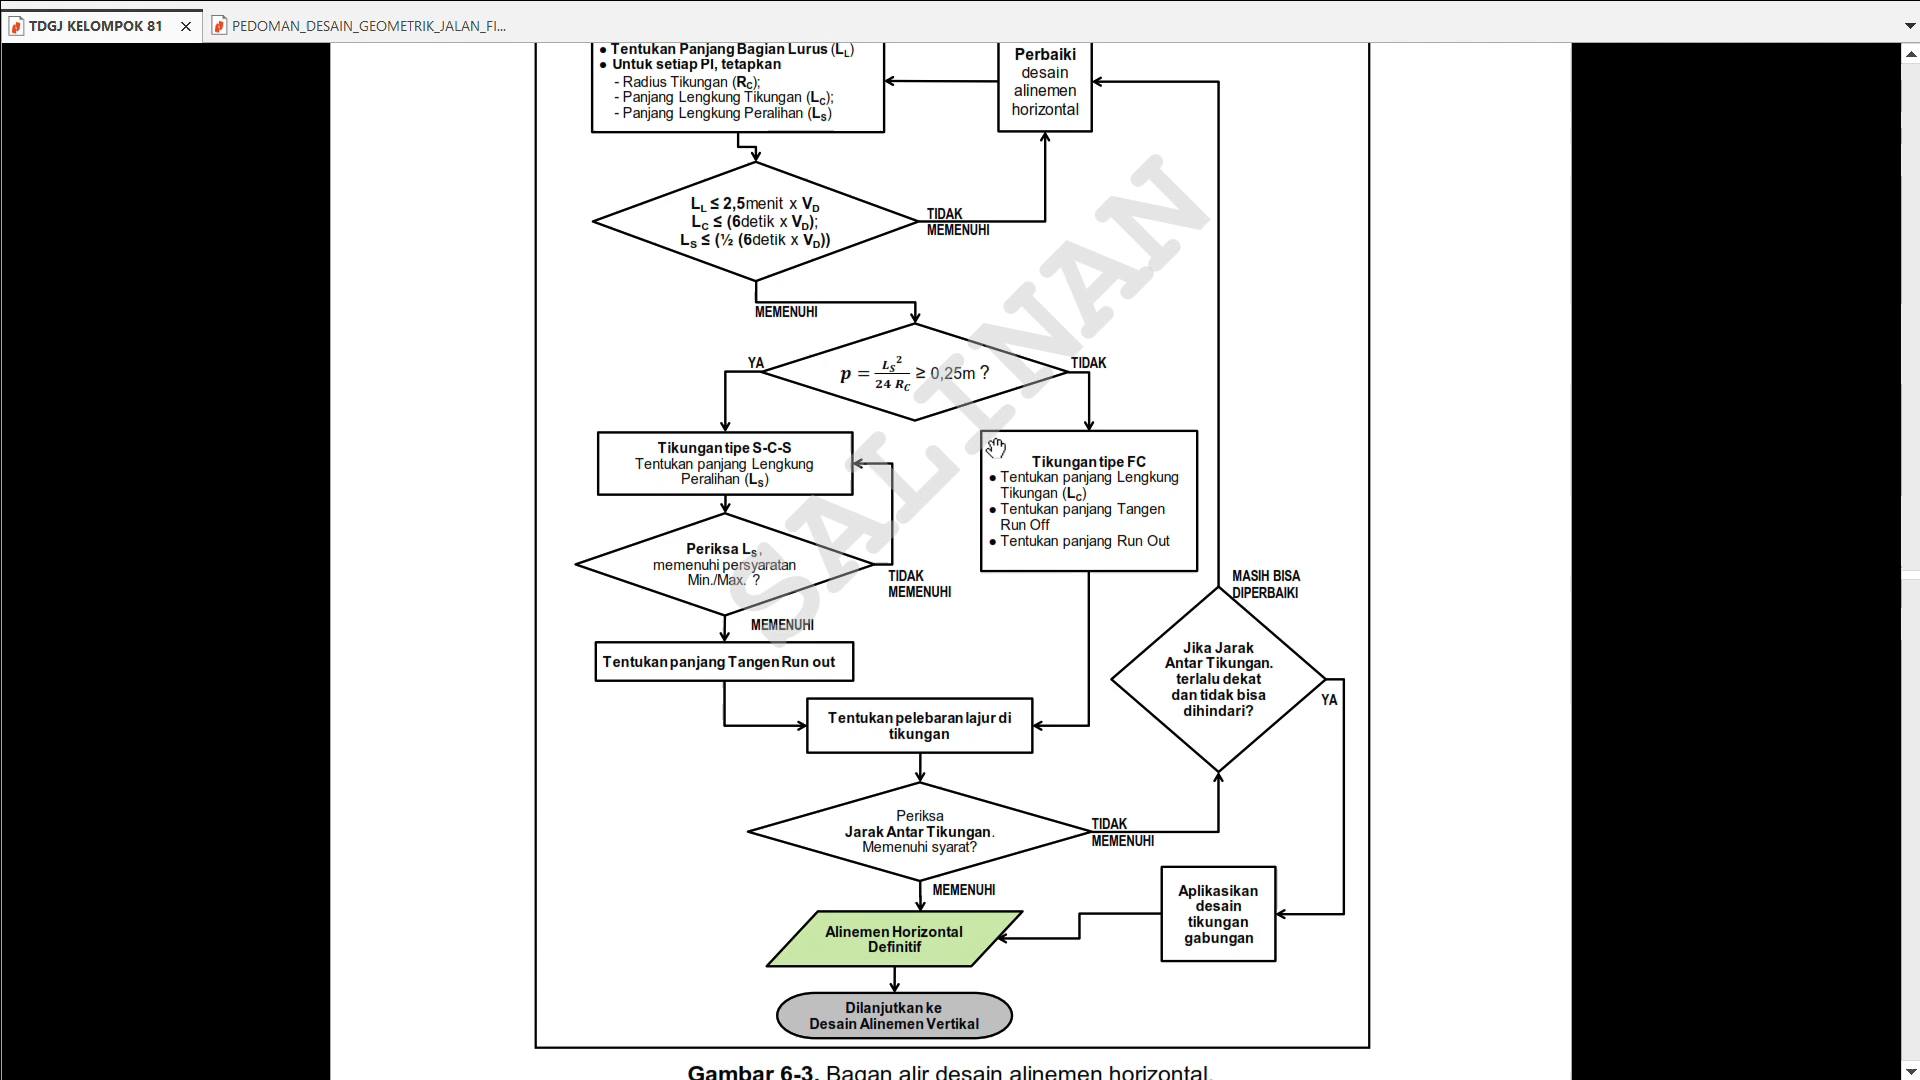 TDGJ KELOMPOK 81
PEDOMAN_DESAIN_GEOMETRIK_JALAN_FI...
● Tentukan Panjang Bagian Lurus (LL)
● Untuk setiap PI, tetapkan
- Radius Tikungan (RC);
- Panjang Lengkung Tikungan (LC);
- Panjang Lengkung Peralihan (LS)
Perbaiki
desain
alinemen
horizontal
LL ≤ 2,5menit x VD
LC ≤ (6detik x VD);
LS ≤ (½ (6detik x VD))
TIDAK
MEMENUHI
MEMENUHI
p = LS² / 24 RC ≥ 0,25m ?
YA
TIDAK
Tikungan tipe S-C-S
Tentukan panjang Lengkung
Peralihan (LS)
Tikungan tipe FC
● Tentukan panjang Lengkung
Tikungan (LC)
● Tentukan panjang Tangen
Run Off
● Tentukan panjang Run Out
Periksa LS,
memenuhi persyaratan
Min./Max. ?
TIDAK
MEMENUHI
MEMENUHI
Tentukan panjang Tangen Run out
MASIH BISA
DIPERBAIKI
Jika Jarak
Antar Tikungan.
terlalu dekat
dan tidak bisa
dihindari?
YA
Tentukan pelebaran lajur di
tikungan
Periksa
Jarak Antar Tikungan.
Memenuhi syarat?
TIDAK
MEMENUHI
MEMENUHI
Aplikasikan
desain
tikungan
gabungan
Alinemen Horizontal
Definitif
Dilanjutkan ke
Desain Alinemen Vertikal
SALINAN
Gambar 6-3. Bagan alir desain alinemen horizontal.